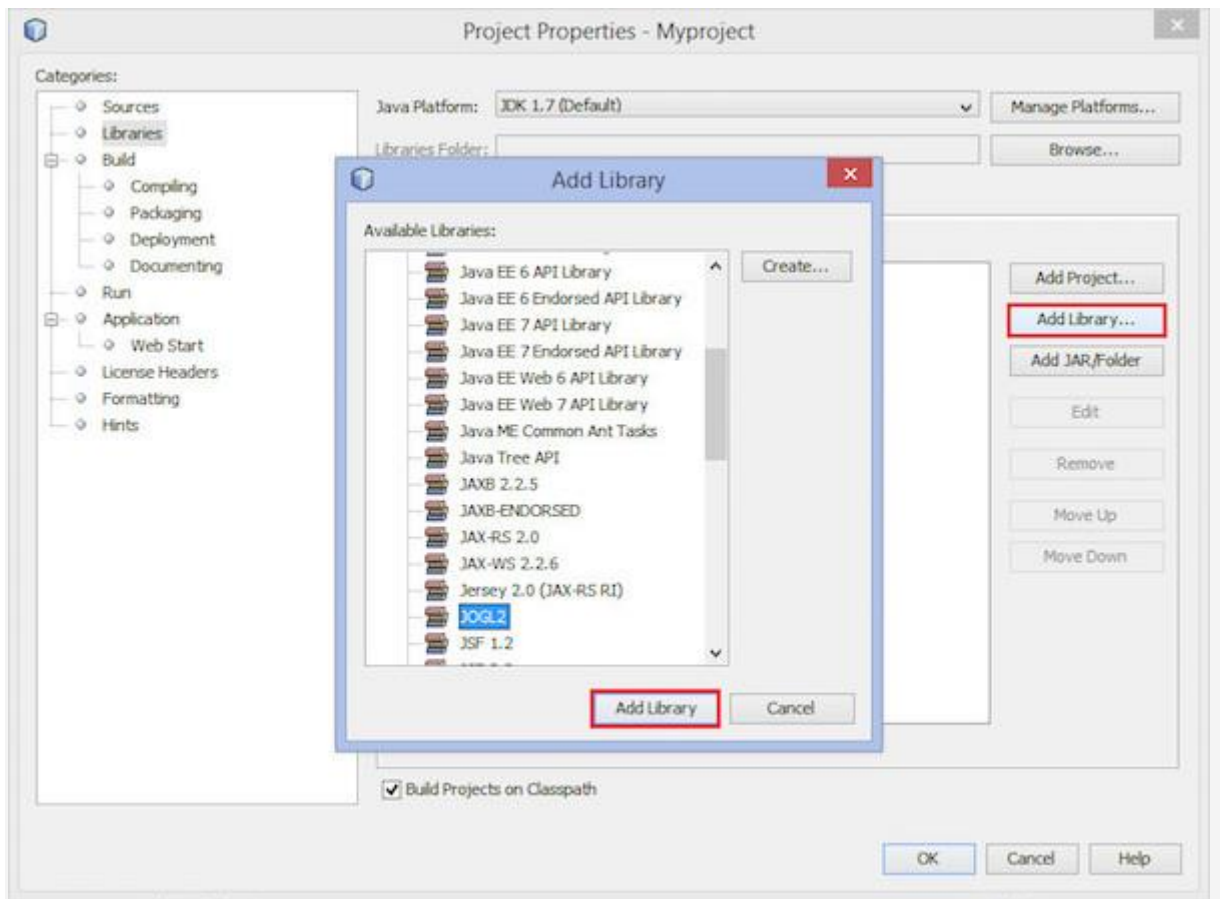 Project Properties - Myproject
Categories:
Sources
Libraries
Build
Compiling
Packaging
Deployment
Documenting
Run
Application
Web Start
License Headers
Formatting
Hints
Java Platform: JDK 1.7 (Default) Manage Platforms...
Libraries Folder: Browse...
Add Library
Available Libraries:
Java EE 6 API Library
Java EE 6 Endorsed API Library
Java EE 7 API Library
Java EE 7 Endorsed API Library
Java EE Web 6 API Library
Java EE Web 7 API Library
Java ME Common Ant Tasks
Java Tree API
JAXB 2.2.5
JAXB-ENDORSED
JAX-RS 2.0
JAX-WS 2.2.6
Jersey 2.0 (JAX-RS RI)
JOGL2
JSF 1.2
Create...
Add Library
Cancel
Add Project...
Add Library...
Add JAR/Folder
Edit
Remove
Move Up
Move Down
Build Projects on Classpath
OK
Cancel
Help